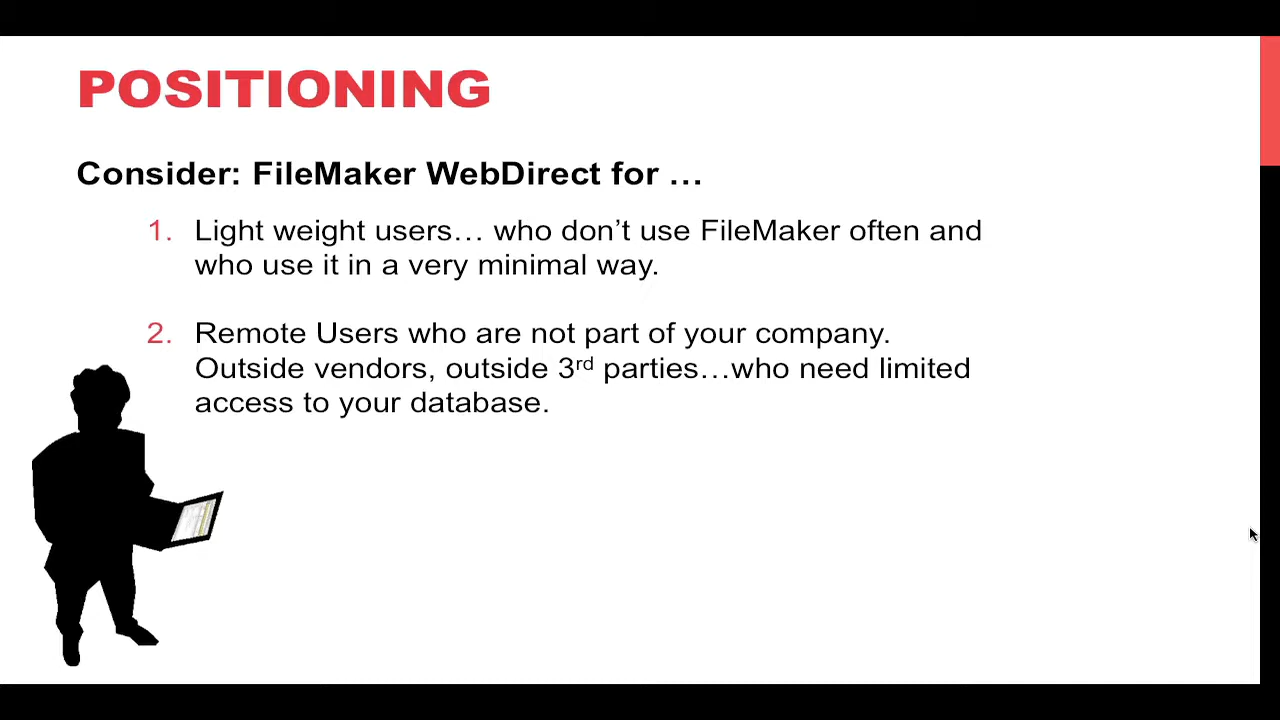 POSITIONING
Consider: FileMaker WebDirect for …
1. Light weight users… who don’t use FileMaker often and
who use it in a very minimal way.
2. Remote Users who are not part of your company.
Outside vendors, outside 3rd parties…who need limited
access to your database.